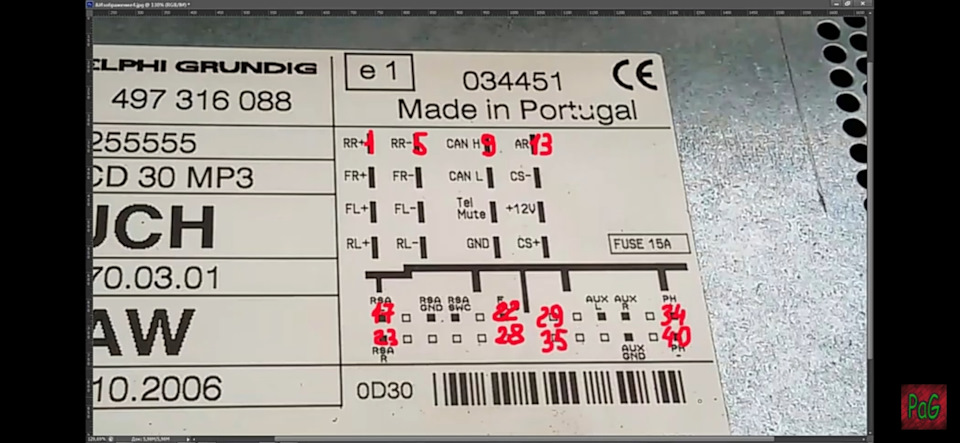 ELPHI GRUNDIG
497 316 088
255555
CD 30 MP3
UCH
70.03.01
AW
.10.2006
e 1
034451
CE
Made in Portugal
RR+ 1 RR- 5 CAN H 9 AR 13
FR+ FR- CAN L CS-
FL+ FL- Tel Mute +12V
RL+ RL- GND CS+
FUSE 15A
RSA RSA GND RSA SWC AUX L AUX R PH
17 22 29 34
23 28 35 40
RSA R AUX GND PH -
0D30
PaG